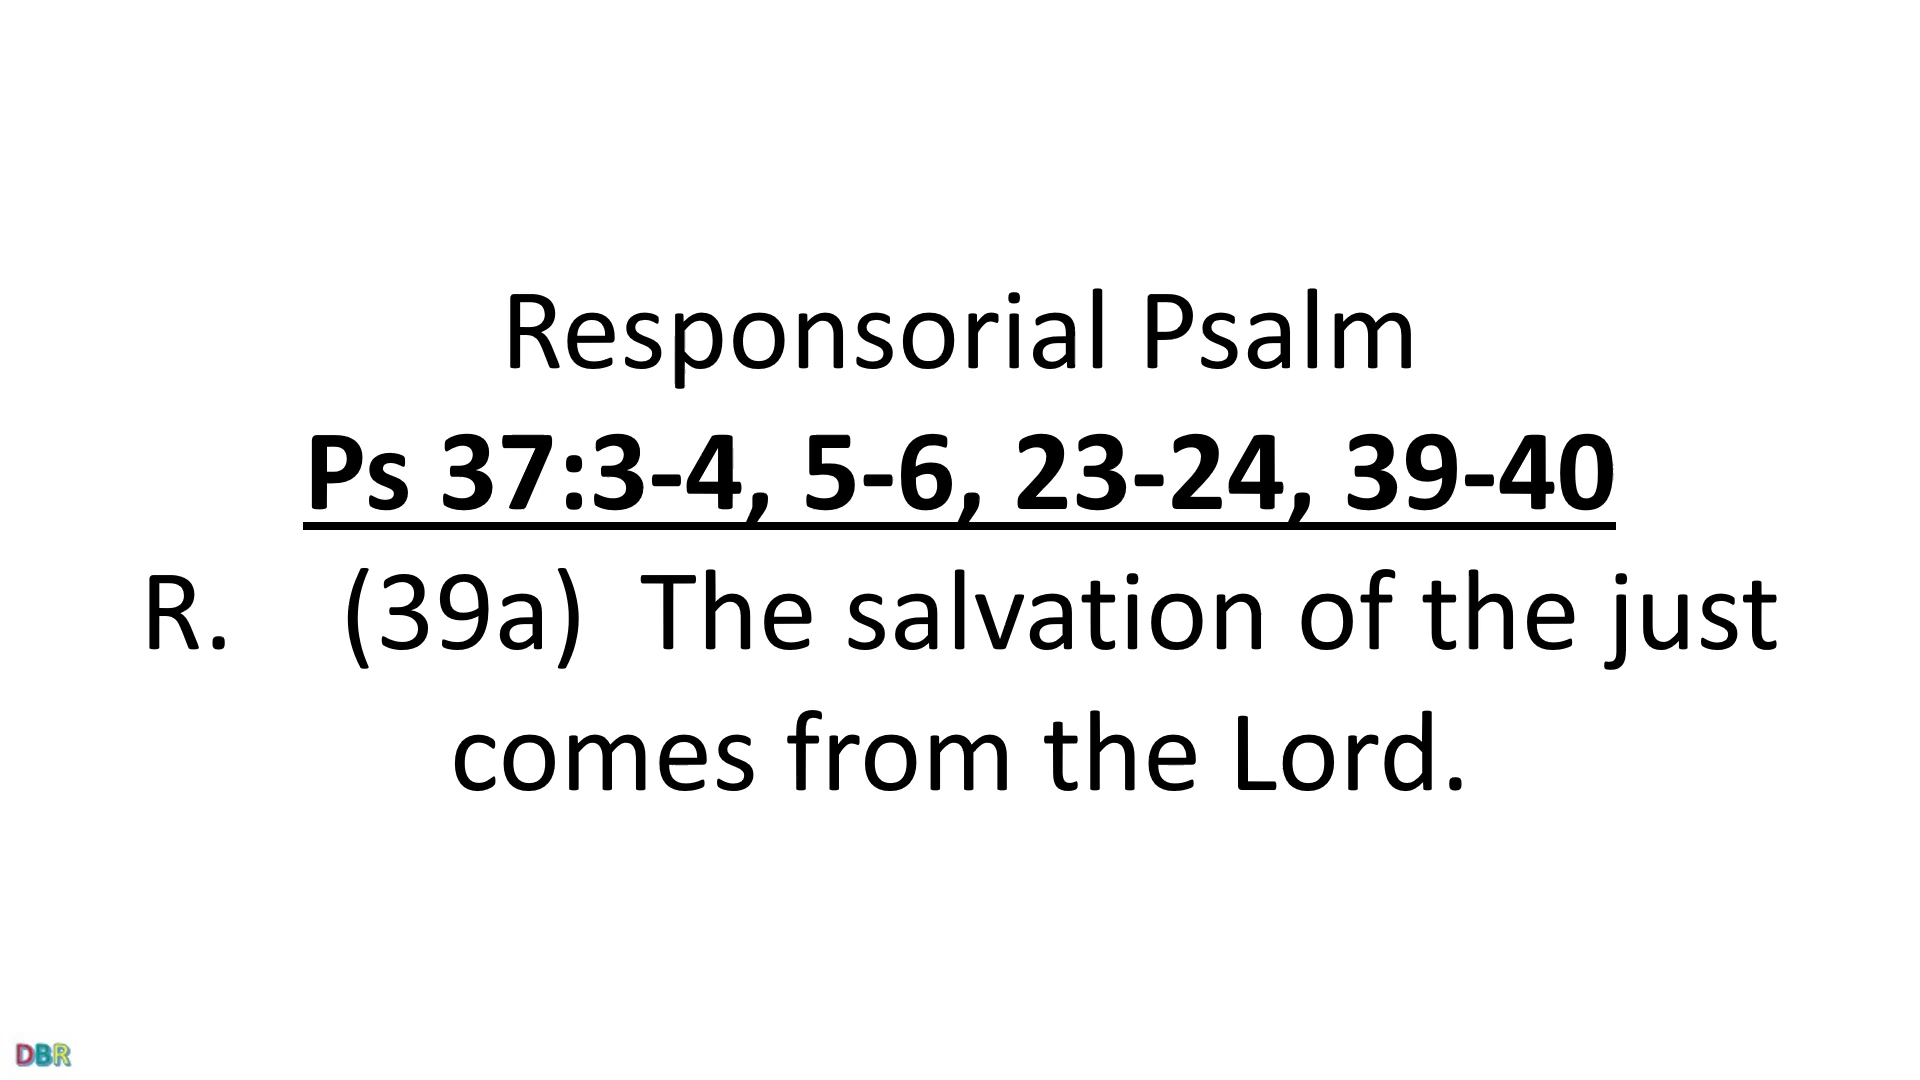 Responsorial Psalm
Ps 37:3-4, 5-6, 23-24, 39-40
R. (39a) The salvation of the just
comes from the Lord.
DBR